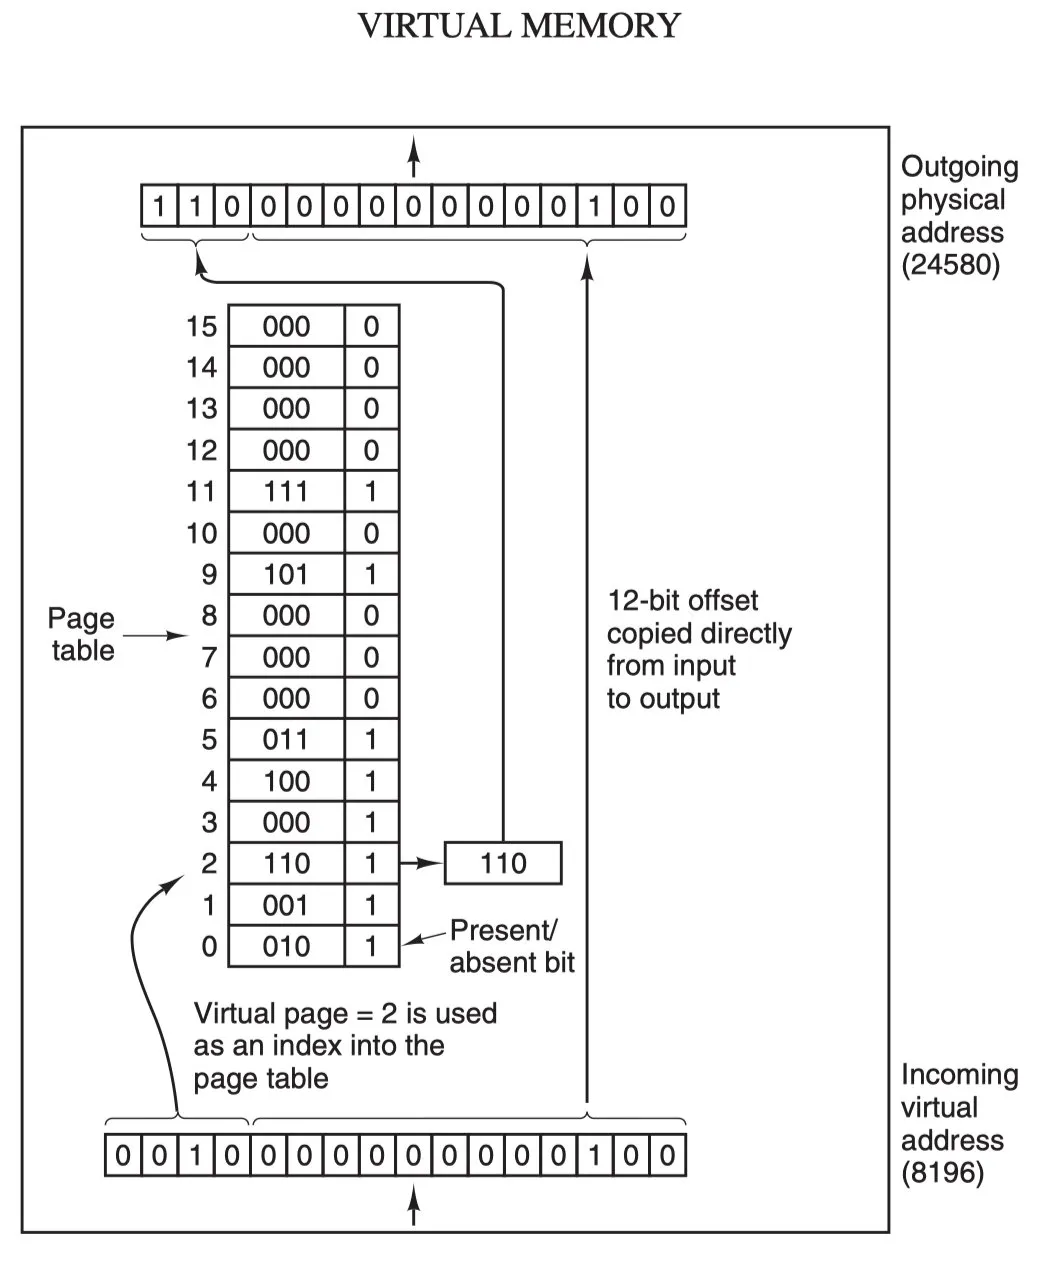 VIRTUAL MEMORY
Outgoing
physical
address
(24580)
1 1 0 0 0 0 0 0 0 0 0 0 1 0 0
15 000 0
14 000 0
13 000 0
12 000 0
11 111 1
10 000 0
9 101 1
8 000 0
7 000 0
6 000 0
5 011 1
4 100 1
3 000 1
2 110 1
1 001 1
0 010 1
Page
table
110
12-bit offset
copied directly
from input
to output
Present/
absent bit
Virtual page = 2 is used
as an index into the
page table
0 0 1 0 0 0 0 0 0 0 0 0 0 1 0 0
Incoming
virtual
address
(8196)